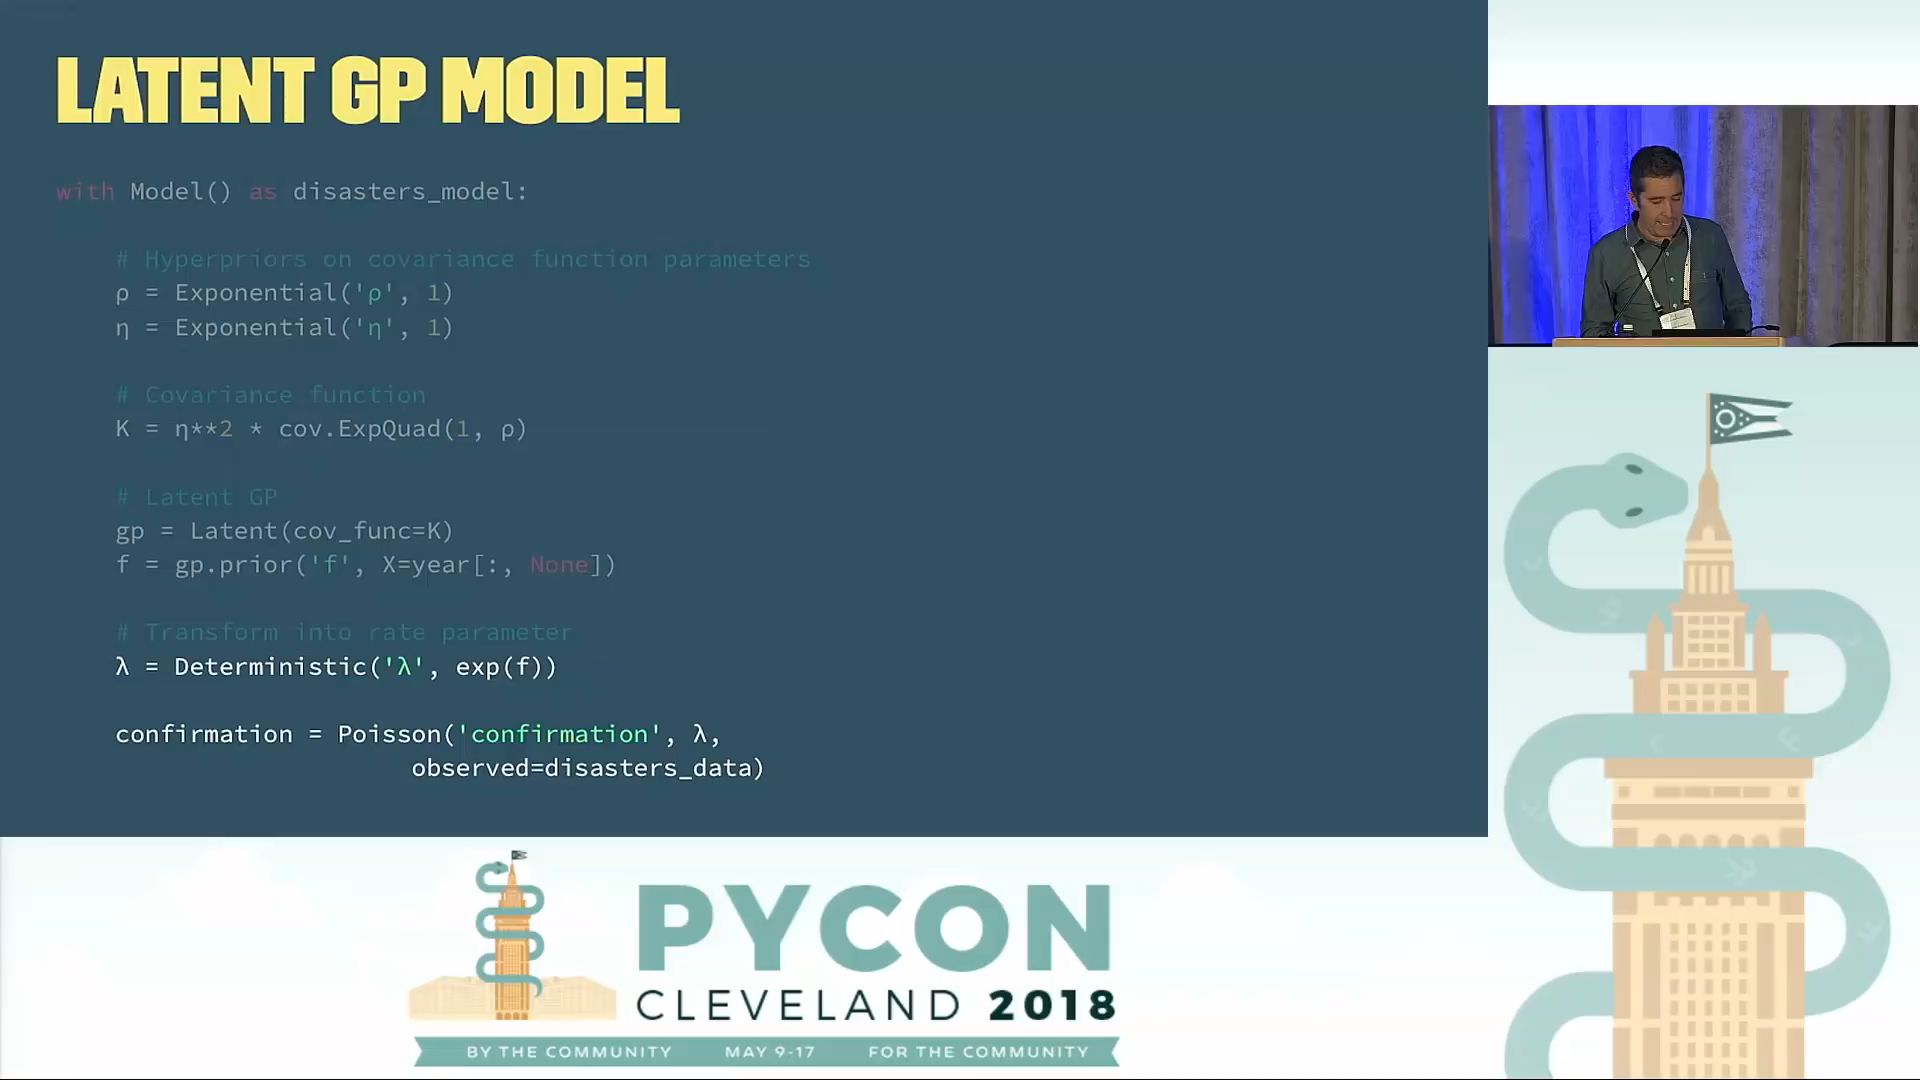 LATENT GP MODEL
with Model() as disasters_model:
# Hyperpriors on covariance function parameters
ρ = Exponential('ρ', 1)
η = Exponential('η', 1)
# Covariance function
K = η**2 * cov.ExpQuad(1, ρ)
# Latent GP
gp = Latent(cov_func=K)
f = gp.prior('f', X=year[:, None])
# Transform into rate parameter
λ = Deterministic('λ', exp(f))
confirmation = Poisson('confirmation', λ,
observed=disasters_data)
PYCON
CLEVELAND 2018
BY THE COMMUNITY MAY 9-17 FOR THE COMMUNITY